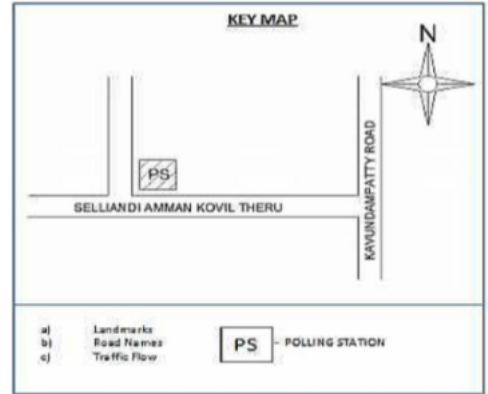 KEY MAP
N
PS
SELLIANDI AMMAN KOVIL THERU
KAVUNDAMPATTY ROAD
a) Landmarks
b) Road Names
c) Traffic Flow
PS - POLLING STATION